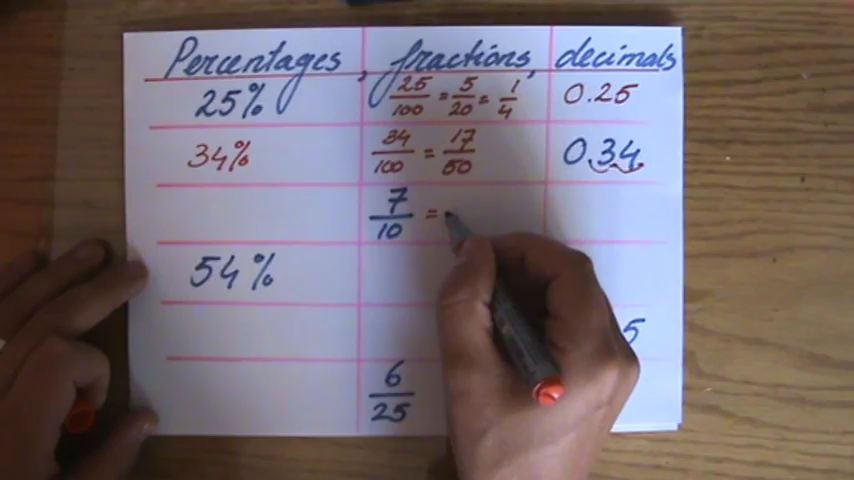 Percentages, fractions, decimals
25% 25/100 = 5/20 = 1/4 0.25
34% 34/100 = 17/50 0.34
7/10 =
54%
5
6/25